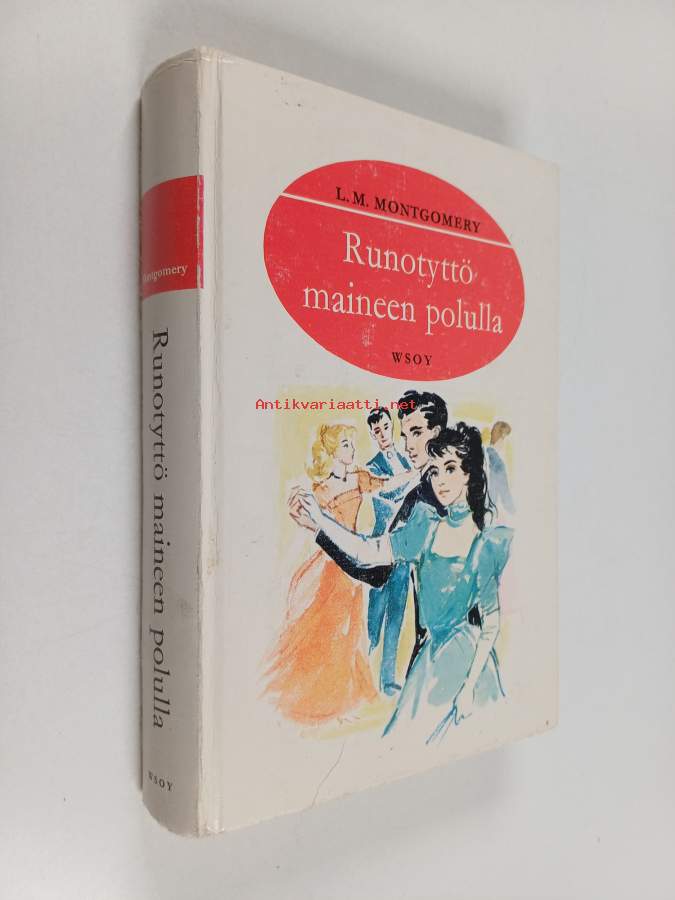 L. M. MONTGOMERY
Runotyttö
maineen polulla
WSOY
Antikvariaatti.net
Montgomery
Runotyttö maineen polulla
WSOY